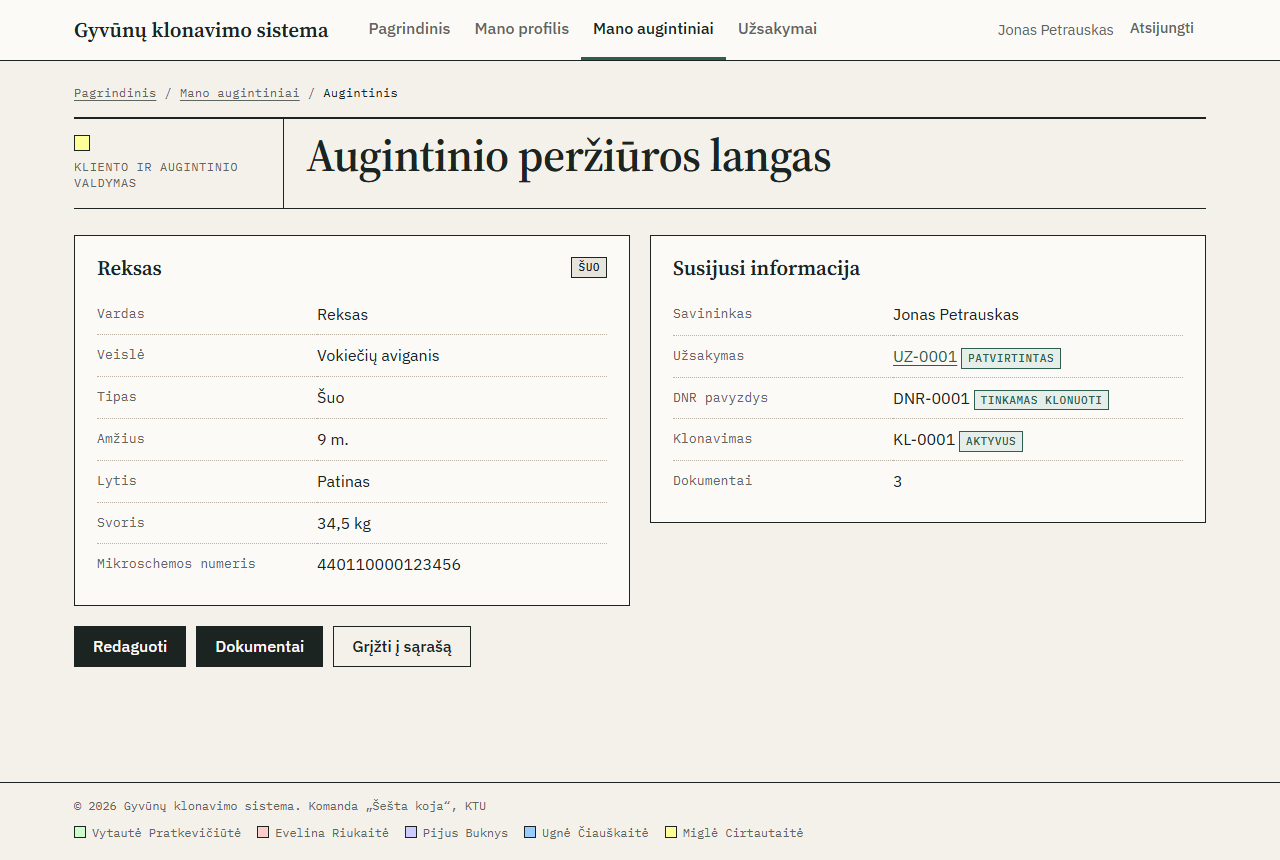 Gyvūnų klonavimo sistema Pagrindinis Mano profilis Mano augintiniai Užsakymai Jonas Petrauskas Atsijungti
Pagrindinis / Mano augintiniai / Augintinis
KLIENTO IR AUGINTINIO
VALDYMAS
Augintinio peržiūros langas
Reksas ŠUO
Vardas Reksas
Veislė Vokiečių aviganis
Tipas Šuo
Amžius 9 m.
Lytis Patinas
Svoris 34,5 kg
Mikroschemos numeris 440110000123456
Susijusi informacija
Savininkas Jonas Petrauskas
Užsakymas UZ-0001 PATVIRTINTAS
DNR pavyzdys DNR-0001 TINKAMAS KLONUOTI
Klonavimas KL-0001 AKTYVUS
Dokumentai 3
Redaguoti Dokumentai Grįžti į sąrašą
© 2026 Gyvūnų klonavimo sistema. Komanda „Šešta koja“, KTU
Vytautė Pratkevičiūtė Evelina Riukaitė Pijus Buknys Ugnė Čiauškaitė Miglė Cirtautaitė